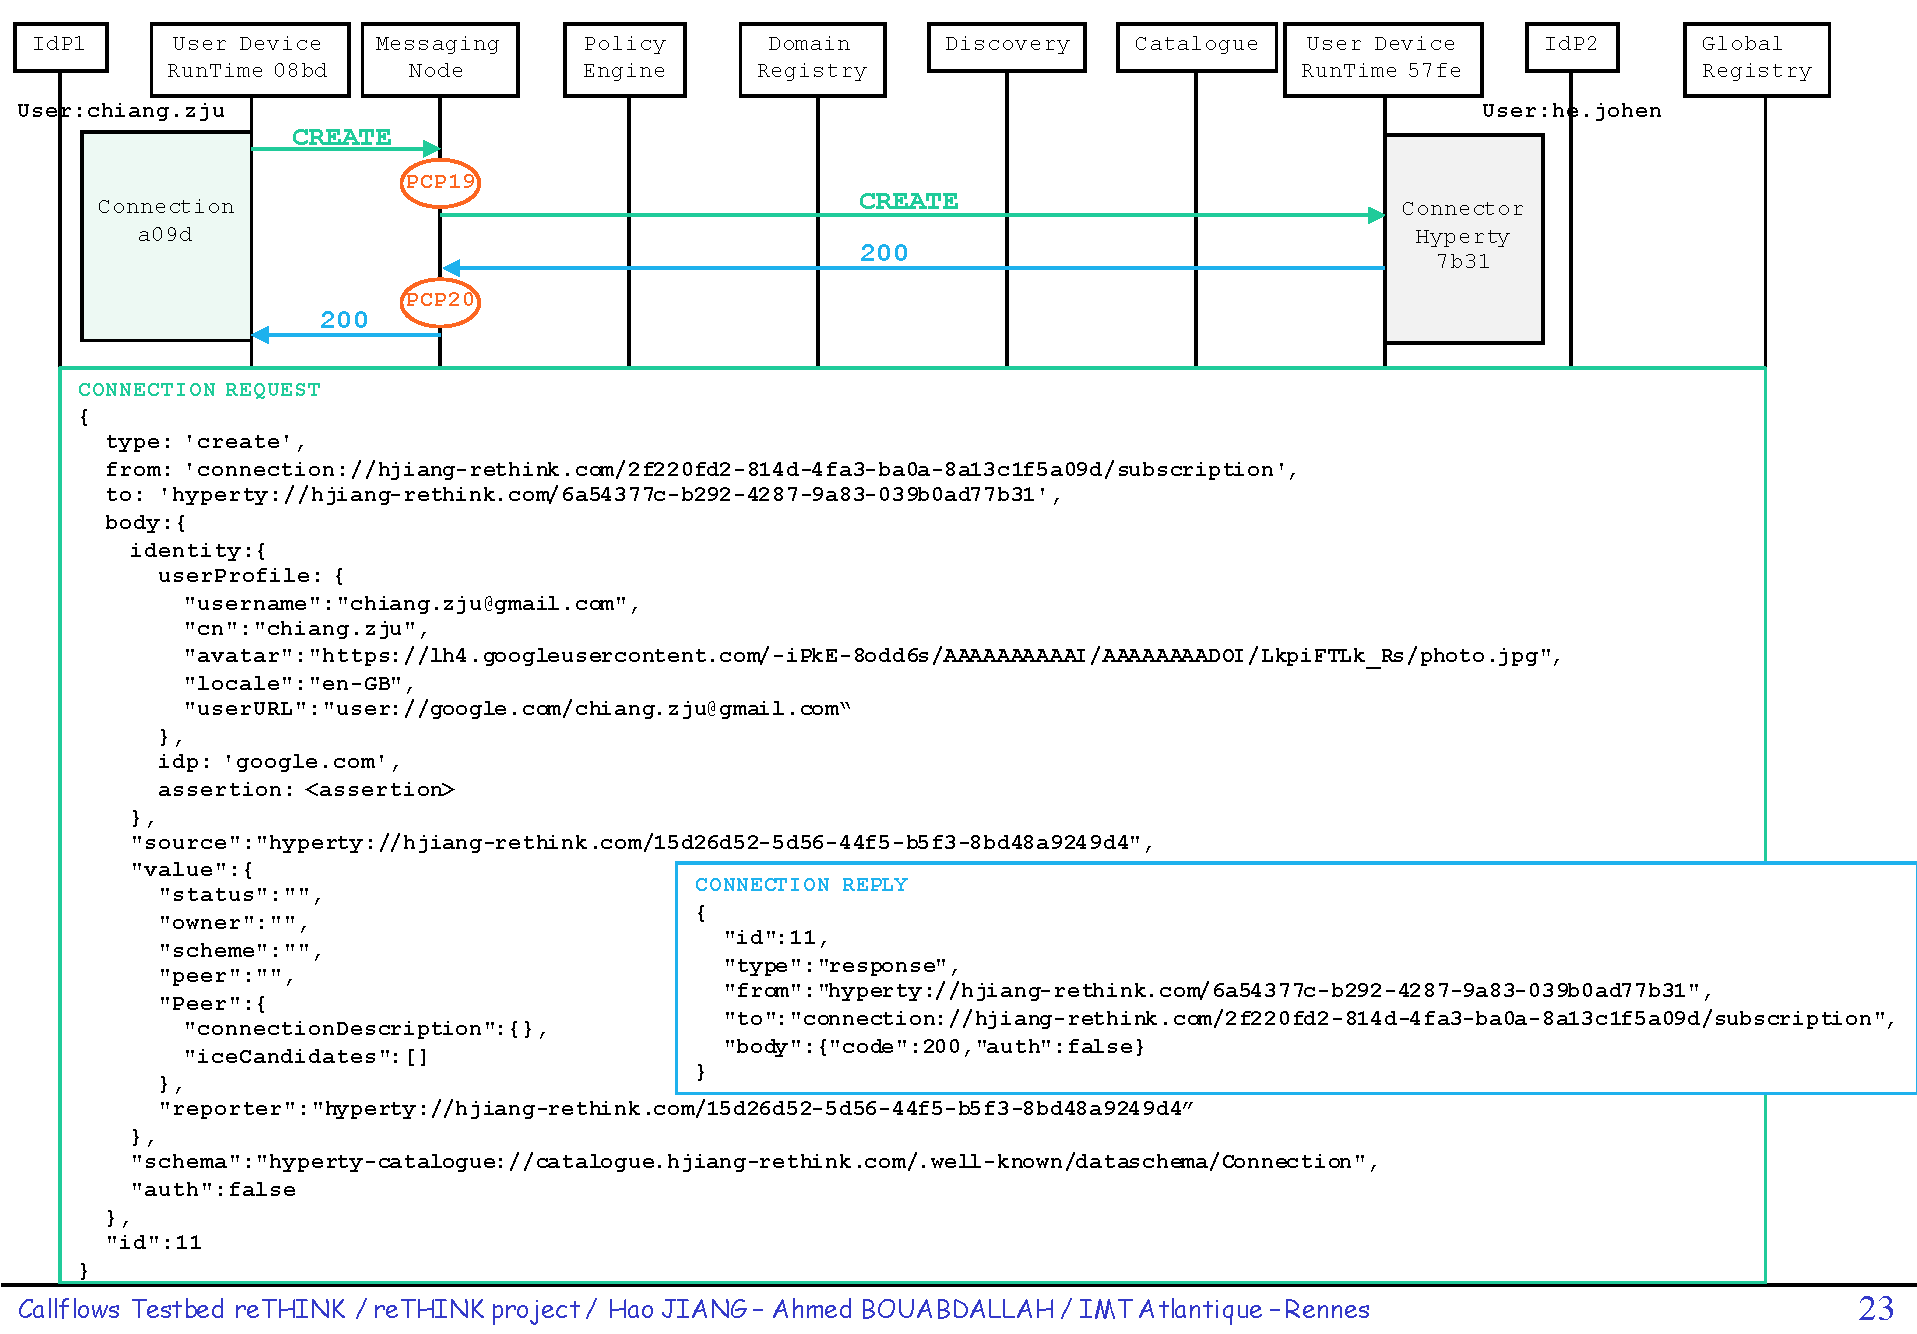 IdP1
User Device
RunTime 08bd
Messaging
Node
Policy
Engine
Domain
Registry
Discovery
Catalogue
User Device
RunTime 57fe
IdP2
Global
Registry
User:chiang.zju
User:he.johen
CREATE
PCP19
CREATE
Connection
a09d
Connector
Hyperty
7b31
200
PCP20
200
CONNECTION REQUEST
{
type: 'create',
from: 'connection://hjiang-rethink.com/2f220fd2-814d-4fa3-ba0a-8a13c1f5a09d/subscription',
to: 'hyperty://hjiang-rethink.com/6a54377c-b292-4287-9a83-039b0ad77b31',
body:{
identity:{
userProfile: {
"username":"chiang.zju@gmail.com",
"cn":"chiang.zju",
"avatar":"https://lh4.googleusercontent.com/-iPkE-8odd6s/AAAAAAAAAAI/AAAAAAAADOI/LkpiFTLk_Rs/photo.jpg",
"locale":"en-GB",
"userURL":"user://google.com/chiang.zju@gmail.com“
},
idp: 'google.com',
assertion: <assertion>
},
"source":"hyperty://hjiang-rethink.com/15d26d52-5d56-44f5-b5f3-8bd48a9249d4",
"value":{
"status":"",
"owner":"",
"scheme":"",
"peer":"",
"Peer":{
"connectionDescription":{},
"iceCandidates":[]
},
"reporter":"hyperty://hjiang-rethink.com/15d26d52-5d56-44f5-b5f3-8bd48a9249d4”
},
"schema":"hyperty-catalogue://catalogue.hjiang-rethink.com/.well-known/dataschema/Connection",
"auth":false
},
"id":11
}
CONNECTION REPLY
{
"id":11,
"type":"response",
"from":"hyperty://hjiang-rethink.com/6a54377c-b292-4287-9a83-039b0ad77b31",
"to":"connection://hjiang-rethink.com/2f220fd2-814d-4fa3-ba0a-8a13c1f5a09d/subscription",
"body":{"code":200,"auth":false}
}
Callflows Testbed reTHINK / reTHINK project / Hao JIANG – Ahmed BOUABDALLAH / IMT Atlantique – Rennes
23